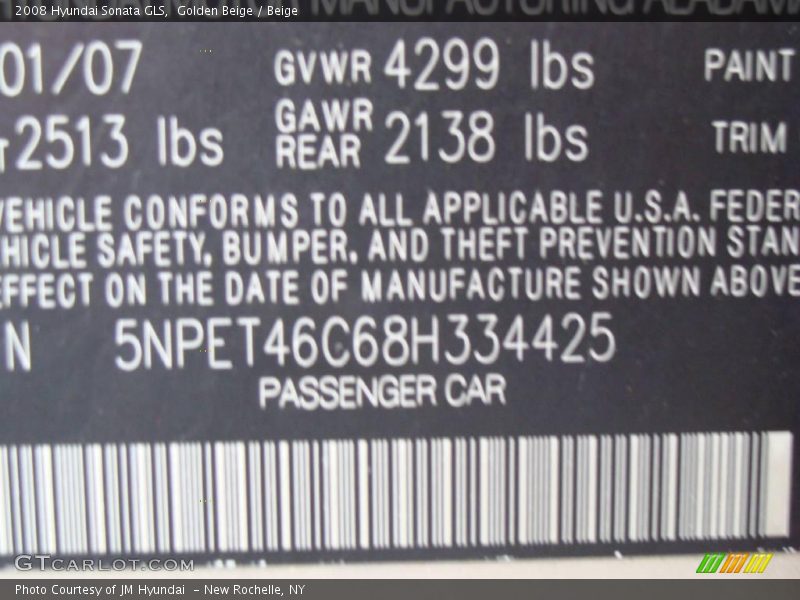 2008 Hyundai Sonata GLS, Golden Beige / Beige
MANUFACTURING ALABAMA
01/07 GVWR 4299 lbs PAINT
2513 lbs GAWR REAR 2138 lbs TRIM
VEHICLE CONFORMS TO ALL APPLICABLE U.S.A. FEDER
HICLE SAFETY, BUMPER, AND THEFT PREVENTION STAN
EFFECT ON THE DATE OF MANUFACTURE SHOWN ABOVE
N 5NPET46C68H334425
PASSENGER CAR
GTCARLOT.COM
Photo Courtesy of JM Hyundai - New Rochelle, NY